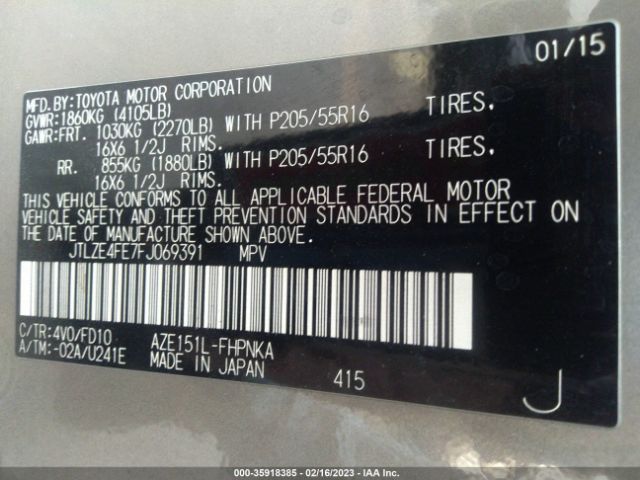 01/15
MFD.BY:TOYOTA MOTOR CORPORATION
GVWR:1860KG (4105LB)
GAWR:FRT. 1030KG (2270LB) WITH P205/55R16 TIRES,
16X6 1/2J RIMS.
RR. 855KG (1880LB) WITH P205/55R16 TIRES,
16X6 1/2J RIMS.
THIS VEHICLE CONFORMS TO ALL APPLICABLE FEDERAL MOTOR
VEHICLE SAFETY AND THEFT PREVENTION STANDARDS IN EFFECT ON
THE DATE OF MANUFACTURE SHOWN ABOVE.
JTLZE4FE7FJ069391 MPV
C/TR:4V0/FD10 AZE151L-FHPNKA
A/TM:-02A/U241E MADE IN JAPAN
415
J
000-35918385 - 02/16/2023 - IAA Inc.